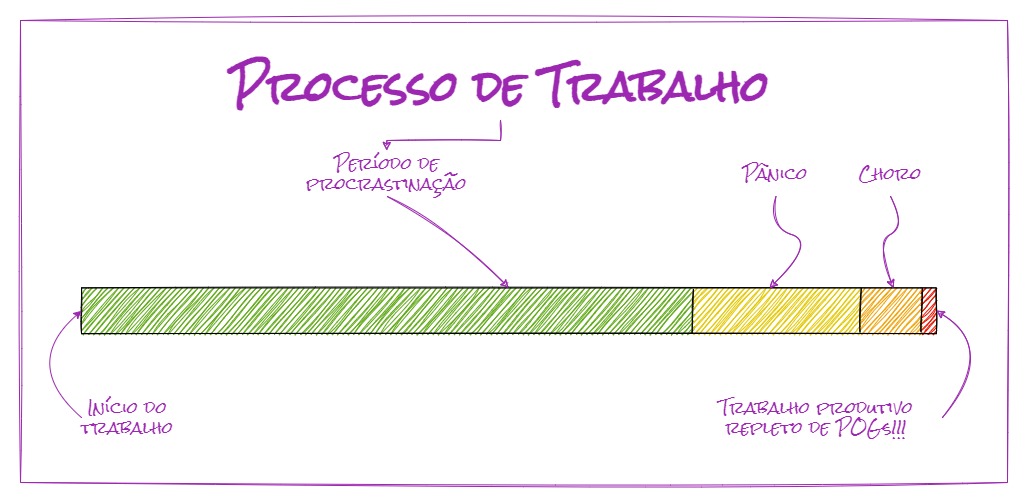 Processo de Trabalho
Período de
procrastinação
Pânico
Choro
Início do
trabalho
Trabalho produtivo
repleto de POGs!!!